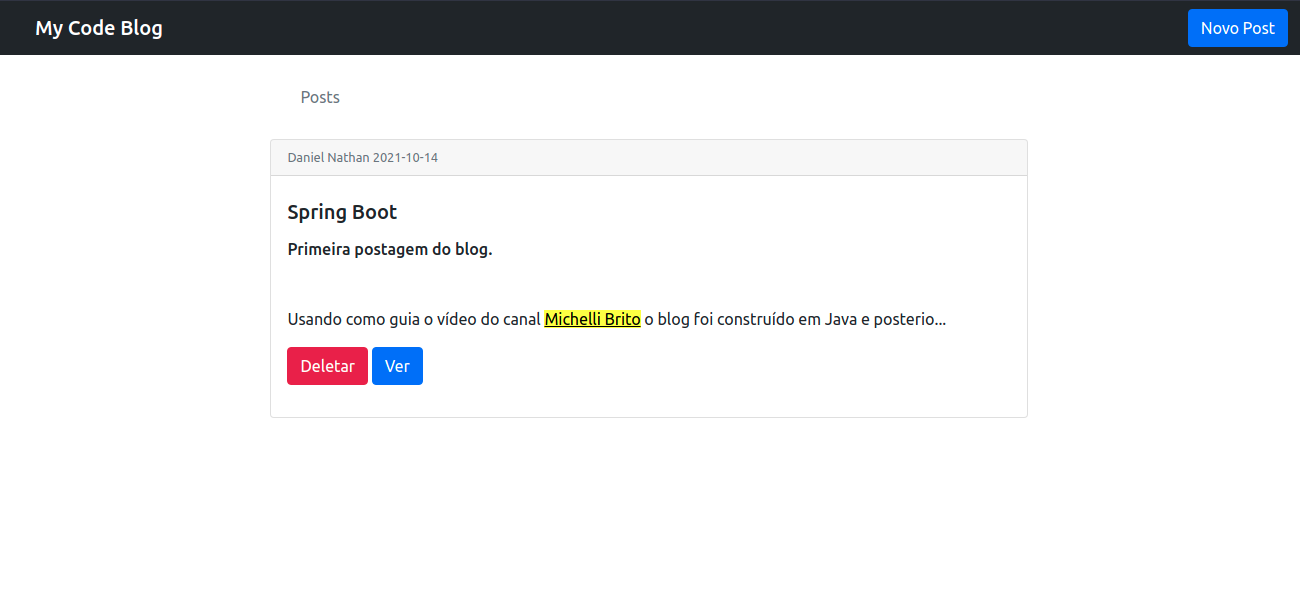 My Code Blog
Novo Post
Posts
Daniel Nathan 2021-10-14
Spring Boot
Primeira postagem do blog.
Usando como guia o vídeo do canal Michelli Brito o blog foi construído em Java e posterio...
Deletar Ver